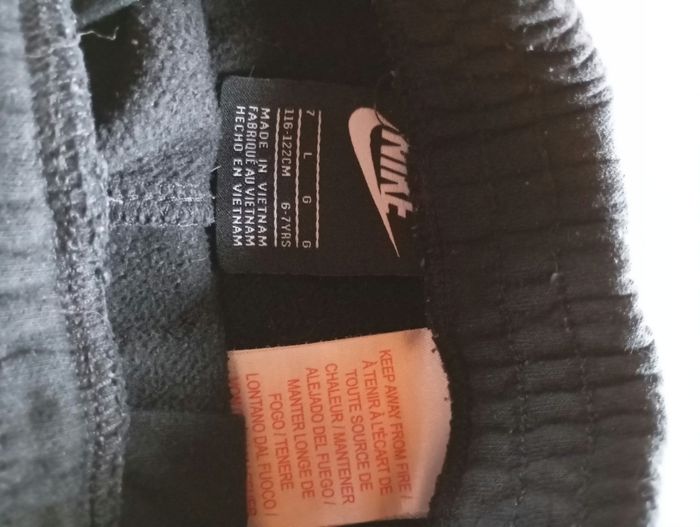 NIKE
7 L G G
116-122CM 6-7YRS
MADE IN VIETNAM
FABRIQUÉ AU VIETNAM
HECHO EN VIETNAM
KEEP AWAY FROM FIRE /
À TENIR À L'ÉCART DE
TOUTE SOURCE DE
CHALEUR / MANTENER
ALEJADO DEL FUEGO /
MANTER LONGE DE
FOGO / TENERE
LONTANO DAL FUOCO /